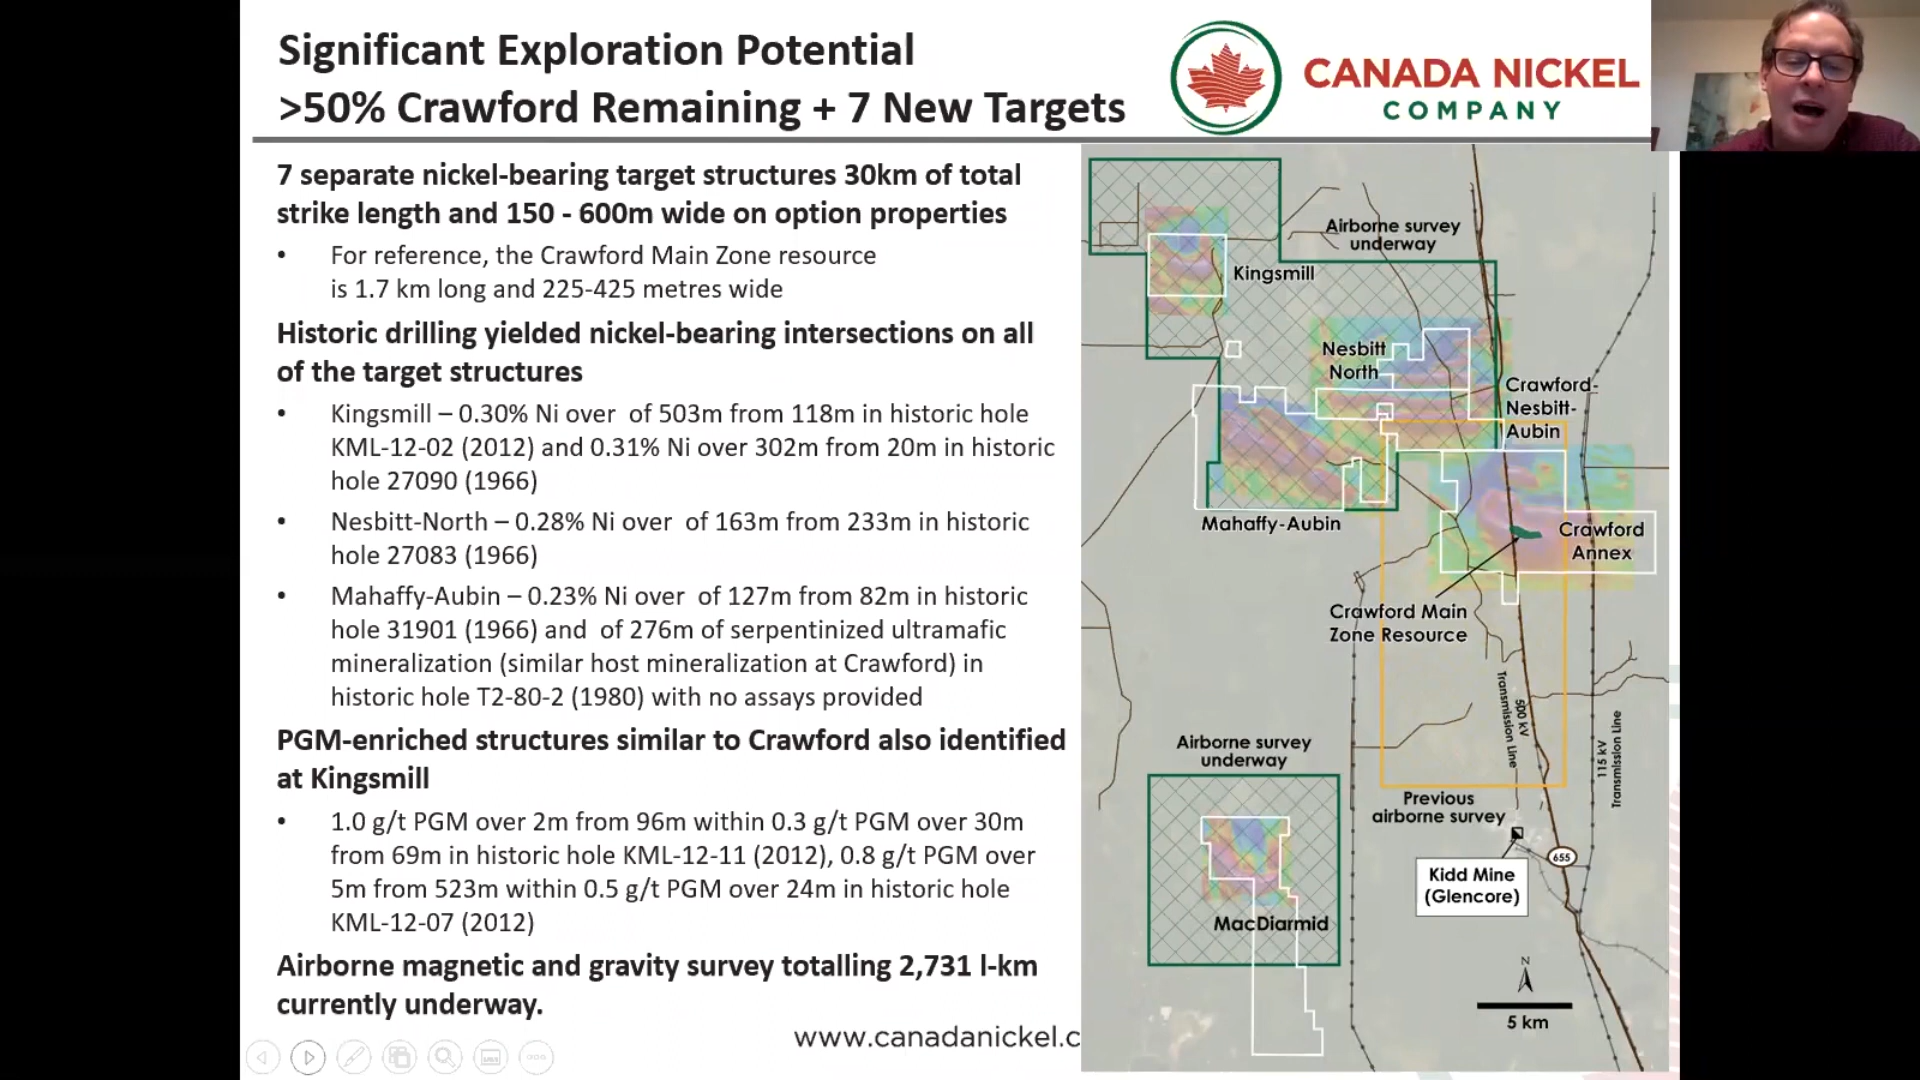 Significant Exploration Potential
>50% Crawford Remaining + 7 New Targets
CANADA NICKEL
COMPANY
7 separate nickel-bearing target structures 30km of total
strike length and 150 - 600m wide on option properties
• For reference, the Crawford Main Zone resource
is 1.7 km long and 225-425 metres wide
Historic drilling yielded nickel-bearing intersections on all
of the target structures
• Kingsmill – 0.30% Ni over of 503m from 118m in historic hole
KML-12-02 (2012) and 0.31% Ni over 302m from 20m in historic
hole 27090 (1966)
• Nesbitt-North – 0.28% Ni over of 163m from 233m in historic
hole 27083 (1966)
• Mahaffy-Aubin – 0.23% Ni over of 127m from 82m in historic
hole 31901 (1966) and of 276m of serpentinized ultramafic
mineralization (similar host mineralization at Crawford) in
historic hole T2-80-2 (1980) with no assays provided
PGM-enriched structures similar to Crawford also identified
at Kingsmill
• 1.0 g/t PGM over 2m from 96m within 0.3 g/t PGM over 30m
from 69m in historic hole KML-12-11 (2012), 0.8 g/t PGM over
5m from 523m within 0.5 g/t PGM over 24m in historic hole
KML-12-07 (2012)
Airborne magnetic and gravity survey totalling 2,731 l-km
currently underway.
www.canadanickel.c
Airborne survey
underway
Kingsmill
Nesbitt
North
Crawford-
Nesbitt-
Aubin
Mahaffy-Aubin
Crawford
Annex
Crawford Main
Zone Resource
500 kV
Transmission Line
115 kV
Transmission Line
Airborne survey
underway
Previous
airborne survey
655
Kidd Mine
(Glencore)
MacDiarmid
N
5 km